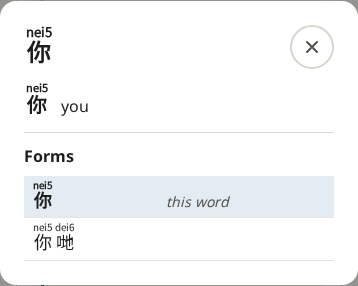 nei5
你
nei5
你 you
Forms
nei5
你 this word
nei5 dei6
你 哋